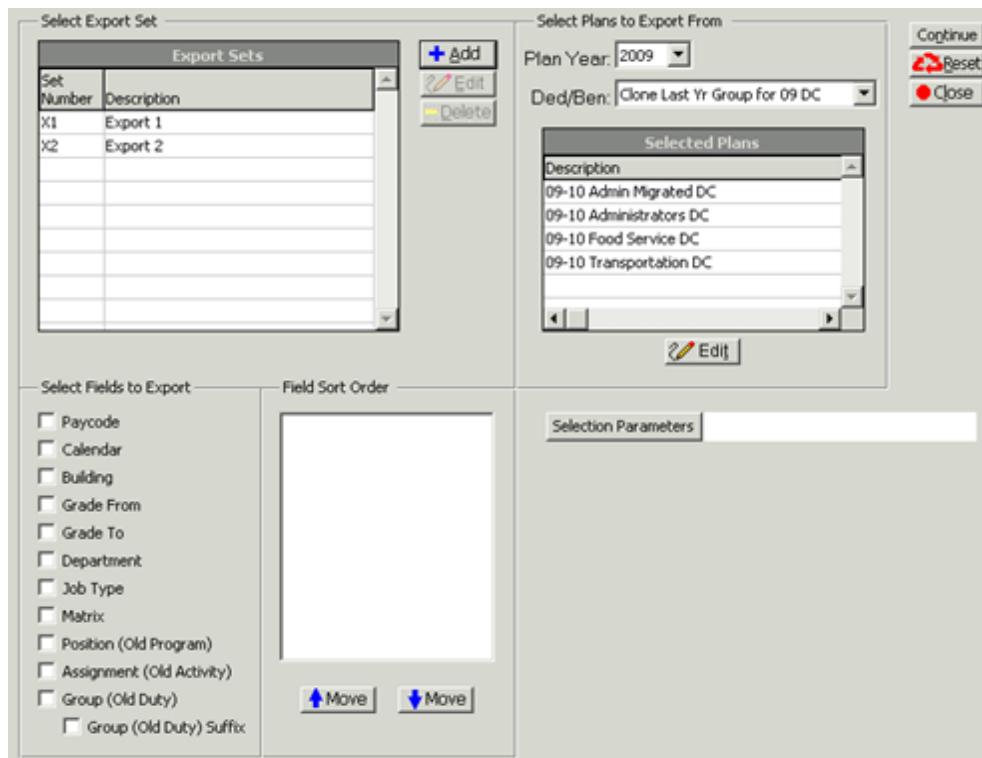 Select Export Set
Export Sets
Set Number Description
X1 Export 1
X2 Export 2
Add
Edit
Delete
Select Plans to Export From
Plan Year: 2009
Ded/Ben: Clone Last Yr Group for 09 DC
Selected Plans
Description
09-10 Admin Migrated DC
09-10 Administrators DC
09-10 Food Service DC
09-10 Transportation DC
Edit
Continue
Reset
Close
Select Fields to Export
Paycode
Calendar
Building
Grade From
Grade To
Department
Job Type
Matrix
Position (Old Program)
Assignment (Old Activity)
Group (Old Duty)
Group (Old Duty) Suffix
Field Sort Order
Move Move
Selection Parameters